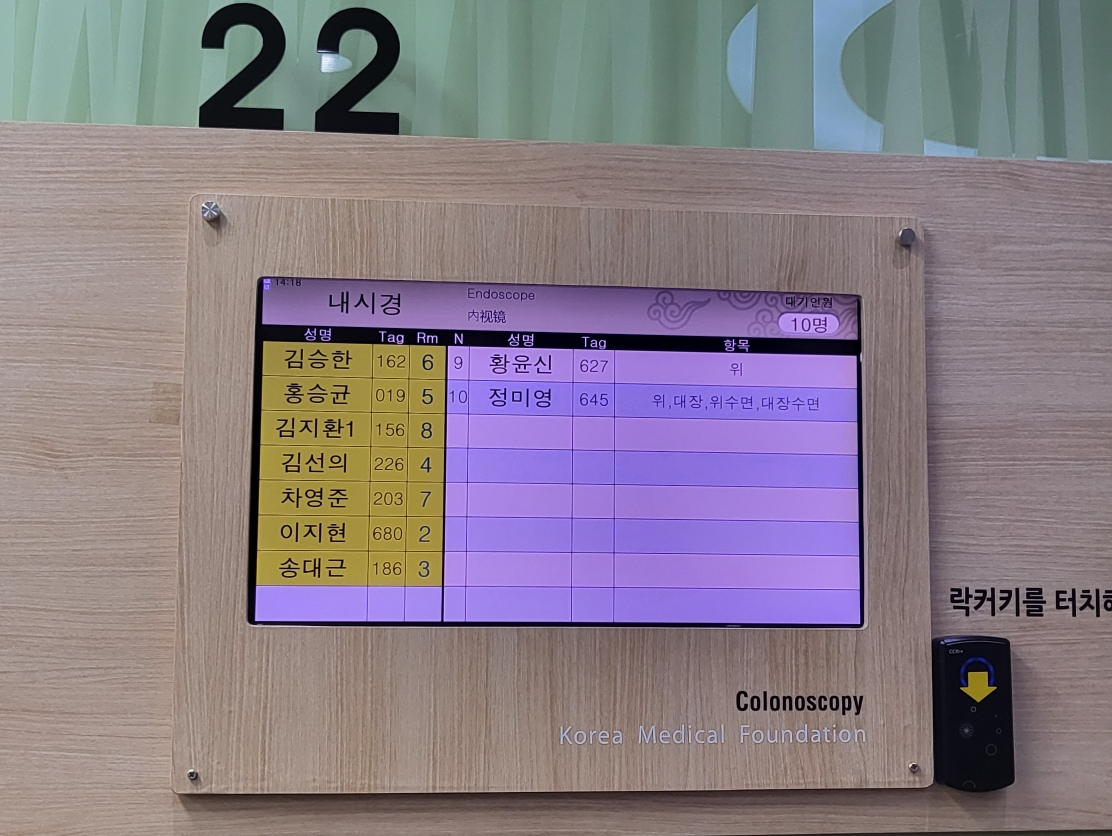 22
14:18
내시경
Endoscope
内视镜
대기인원
10명
성명 Tag Rm N 성명 Tag 항목
김승한 162 6 9 황윤신 627 위
홍승균 019 5 10 정미영 645 위,대장,위수면,대장수면
김지환1 156 8
김선의 226 4
차영준 203 7
이지현 680 2
송대근 186 3
락커키를 터치해
Colonoscopy
Korea Medical Foundation